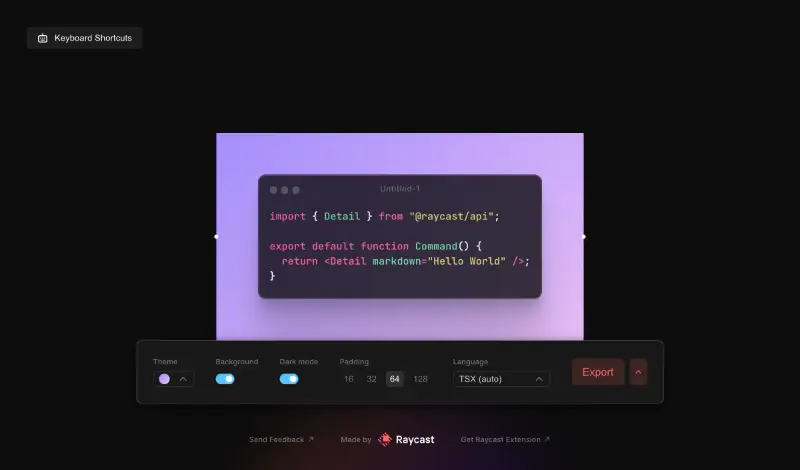 Keyboard Shortcuts
Untitled-1
import { Detail } from "@raycast/api";
export default function Command() {
  return <Detail markdown="Hello World" />;
}
Theme
Background
Dark mode
Padding
16 32 64 128
Language
TSX (auto)
Export
Send Feedback ↗
Made by Raycast
Get Raycast Extension ↗